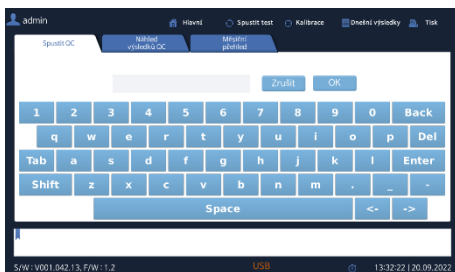 admin Hlavní Spustit test Kalibrace Dnešní výsledky Tisk
Spustit QC Náhled výsledků QC Měsíční přehled
Zrušit OK
1 2 3 4 5 6 7 8 9 0 Back
q w e r t y u i o p Del
Tab a s d f g h j k l Enter
Shift z x c v b n m . _ -
Space <- ->
S/W : V001.042.13, F/W : 1.2 USB 13:32:22 | 20.09.2022